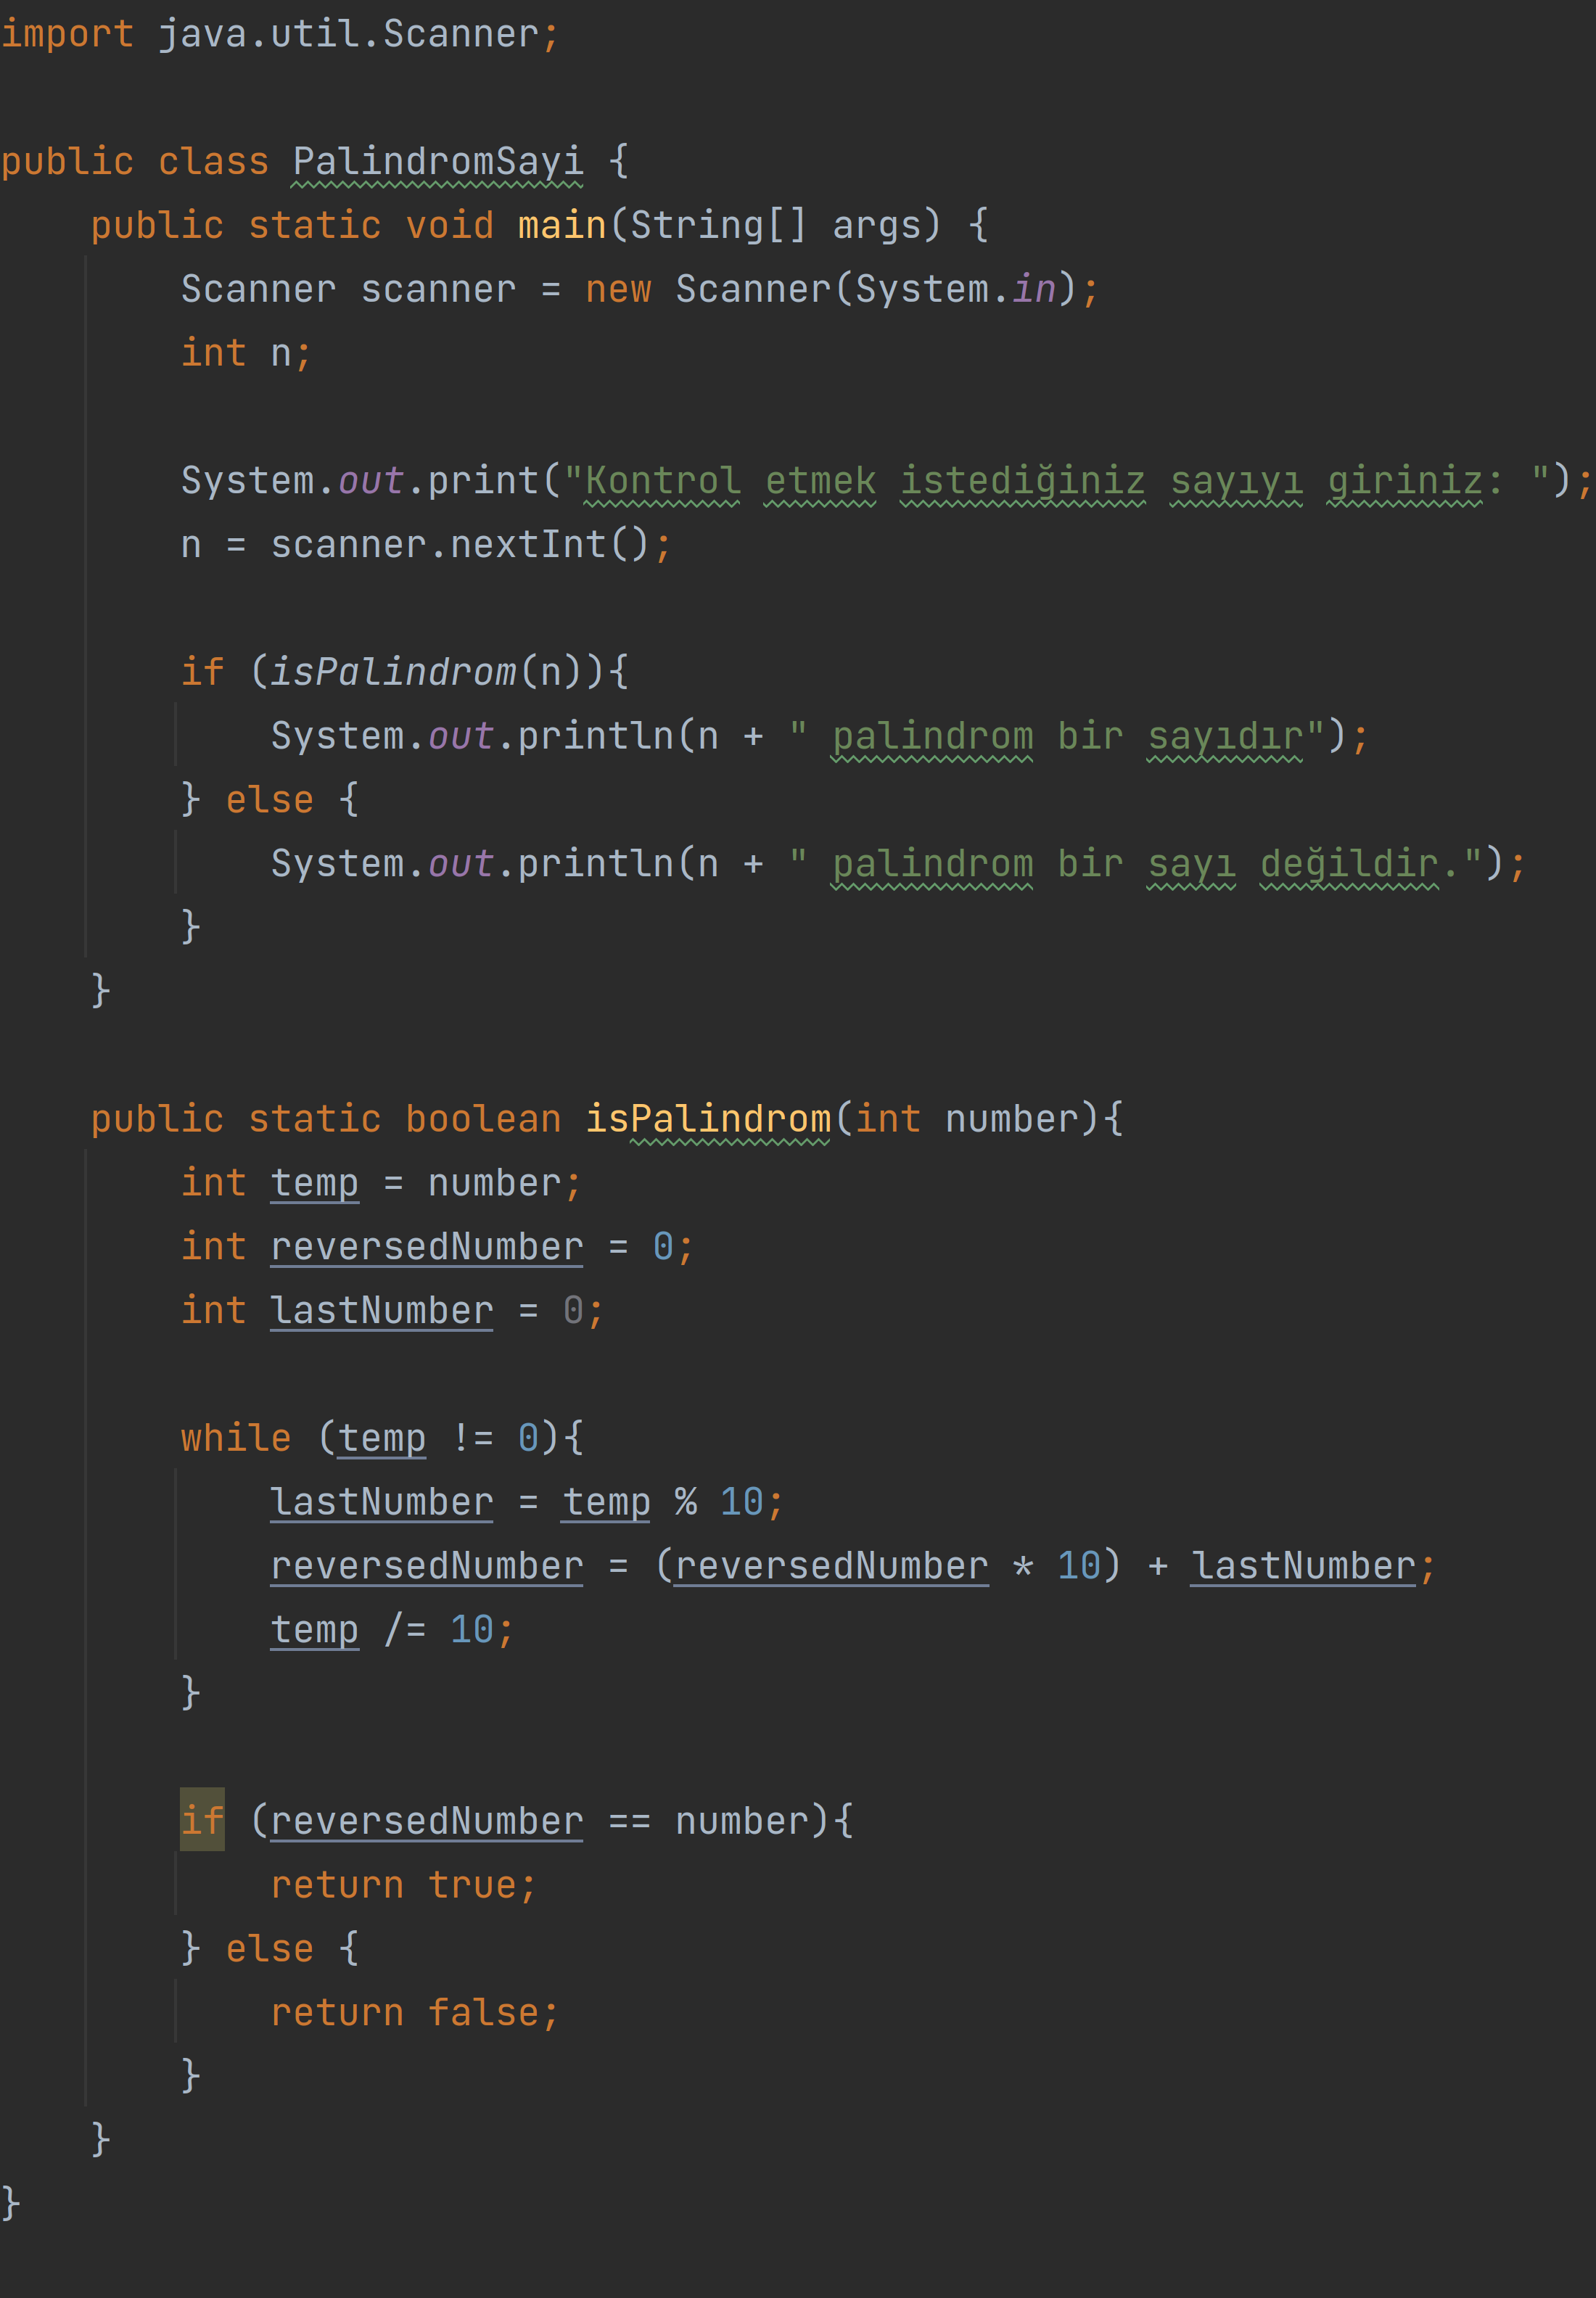 import java.util.Scanner;
public class PalindromSayi {
public static void main(String[] args) {
Scanner scanner = new Scanner(System.in);
int n;
System.out.print("Kontrol etmek istediğiniz sayıyı giriniz: ");
n = scanner.nextInt();
if (isPalindrom(n)){
System.out.println(n + " palindrom bir sayıdır");
} else {
System.out.println(n + " palindrom bir sayı değildir.");
}
}
public static boolean isPalindrom(int number){
int temp = number;
int reversedNumber = 0;
int lastNumber = 0;
while (temp != 0){
lastNumber = temp % 10;
reversedNumber = (reversedNumber * 10) + lastNumber;
temp /= 10;
}
if (reversedNumber == number){
return true;
} else {
return false;
}
}
}